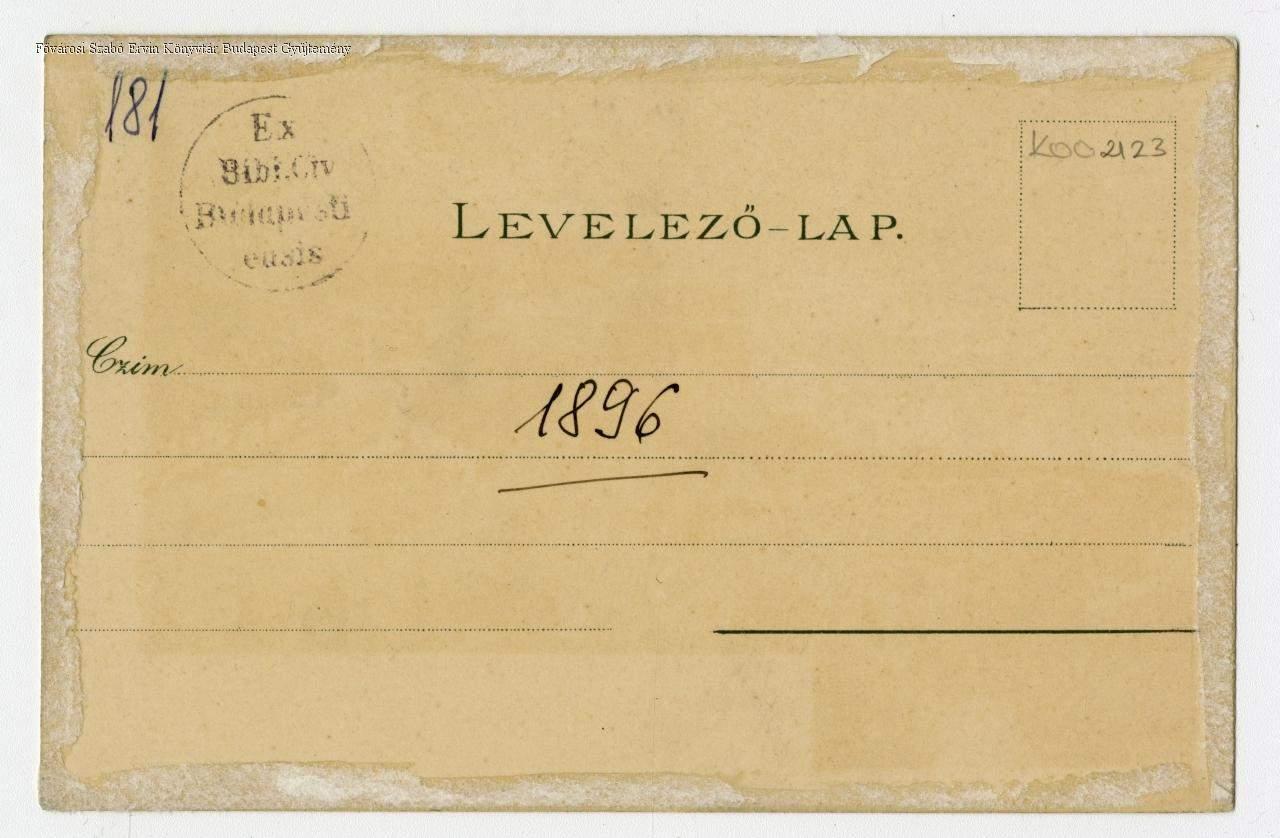 Fővárosi Szabó Ervin Könyvtár Budapest Gyűjtemény
181
Ex
Bibl.Civ
Budapesti
ensis
K002123
LEVELEZŐ-LAP.
Czim
1896